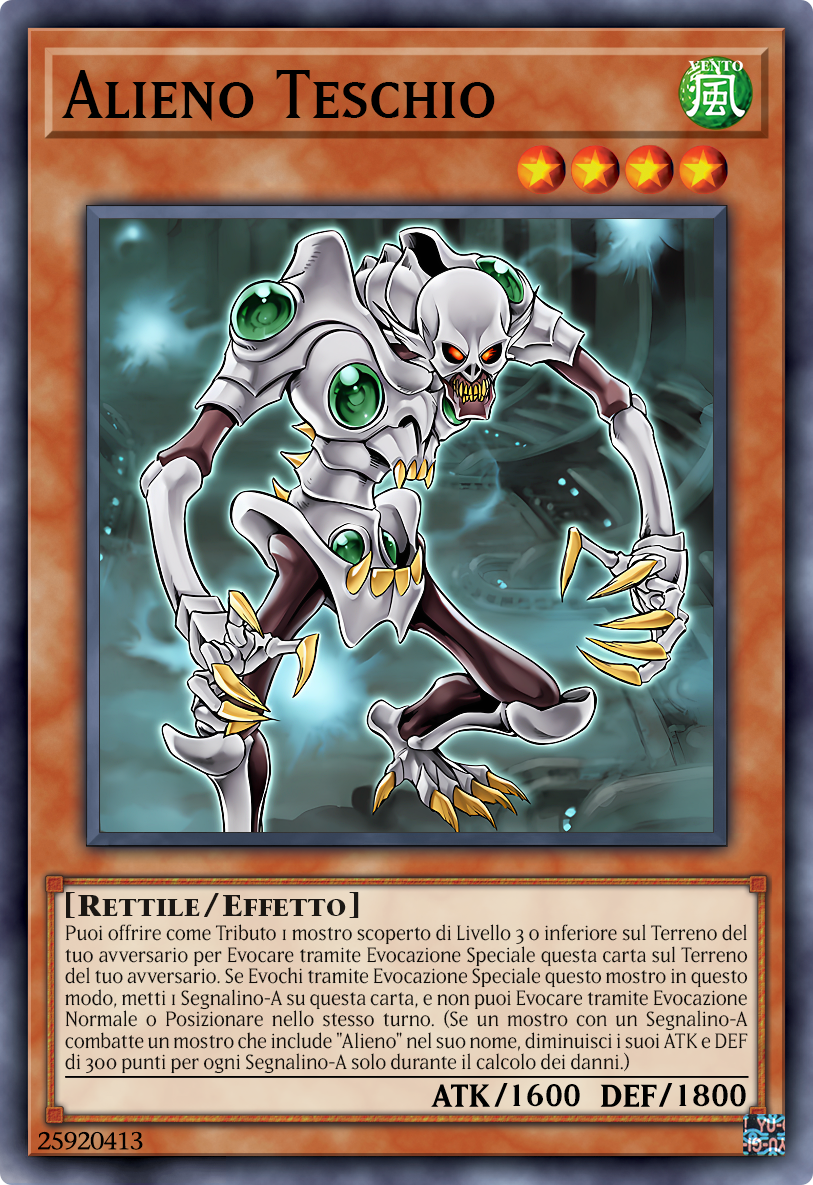 Alieno Teschio
VENTO
風
[Rettile/Effetto]
Puoi offrire come Tributo 1 mostro scoperto di Livello 3 o inferiore sul Terreno del
tuo avversario per Evocare tramite Evocazione Speciale questa carta sul Terreno
del tuo avversario. Se Evochi tramite Evocazione Speciale questo mostro in questo
modo, metti 1 Segnalino-A su questa carta, e non puoi Evocare tramite Evocazione
Normale o Posizionare nello stesso turno. (Se un mostro con un Segnalino-A
combatte un mostro che include "Alieno" nel suo nome, diminuisci i suoi ATK e DEF
di 300 punti per ogni Segnalino-A solo durante il calcolo dei danni.)
ATK/1600 DEF/1800
25920413